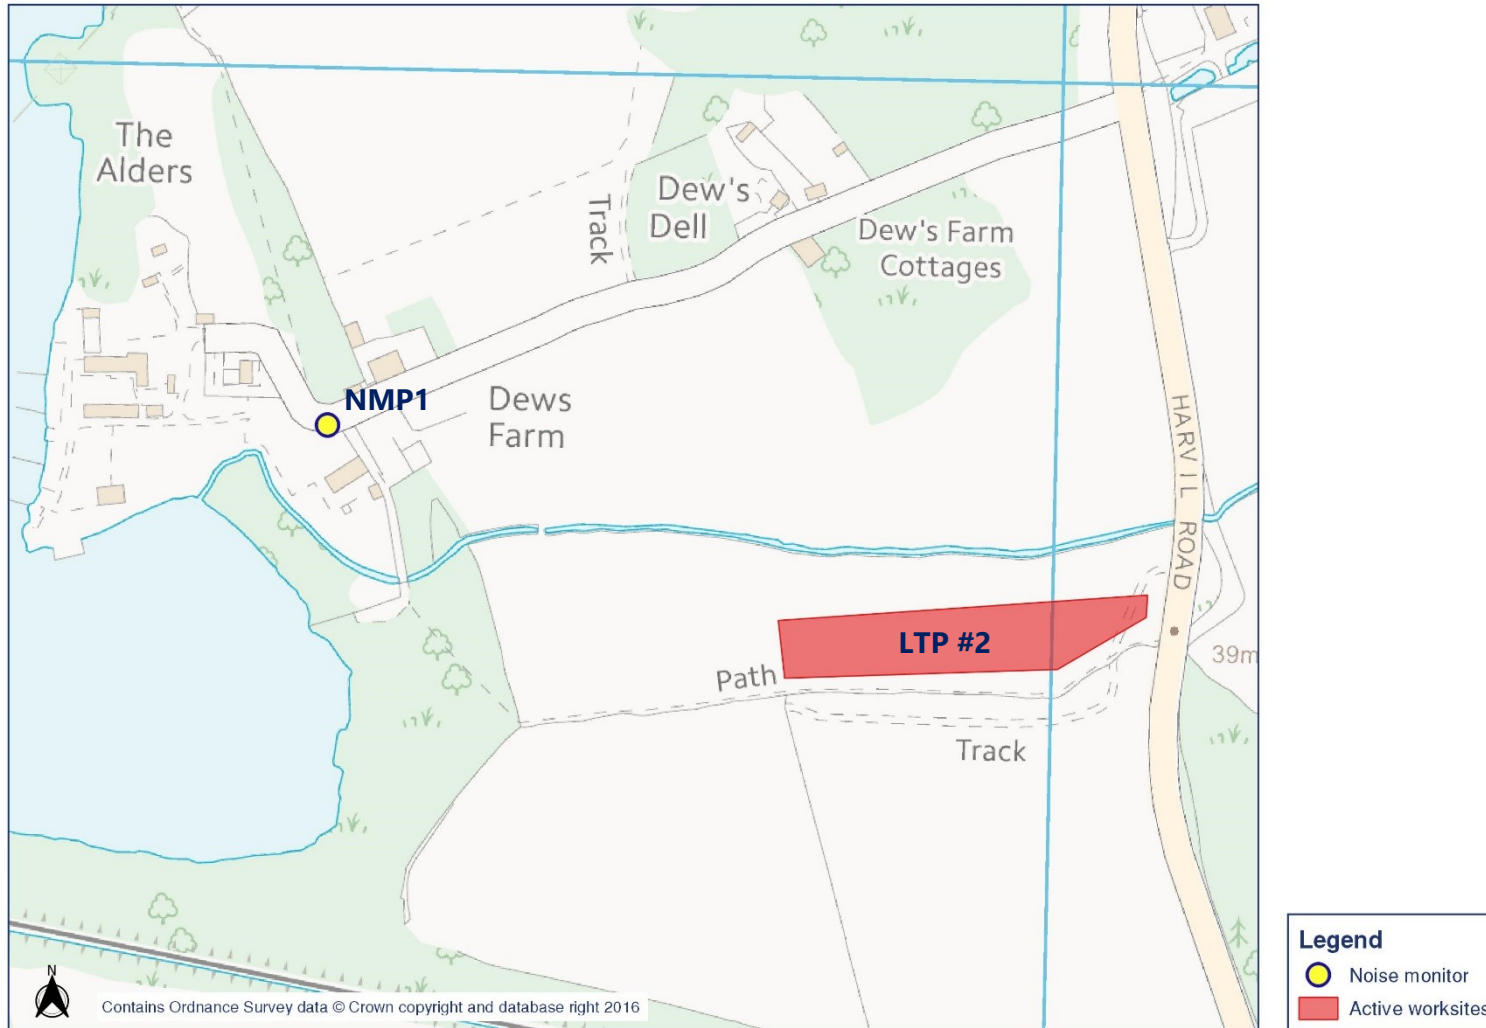 The
Alders
Track
Dew's
Dell
Dew's Farm
Cottages
NMP1
Dews
Farm
HARVIL ROAD
LTP #2
39m
Path
Track
N
Contains Ordnance Survey data © Crown copyright and database right 2016
Legend
Noise monitor
Active worksites